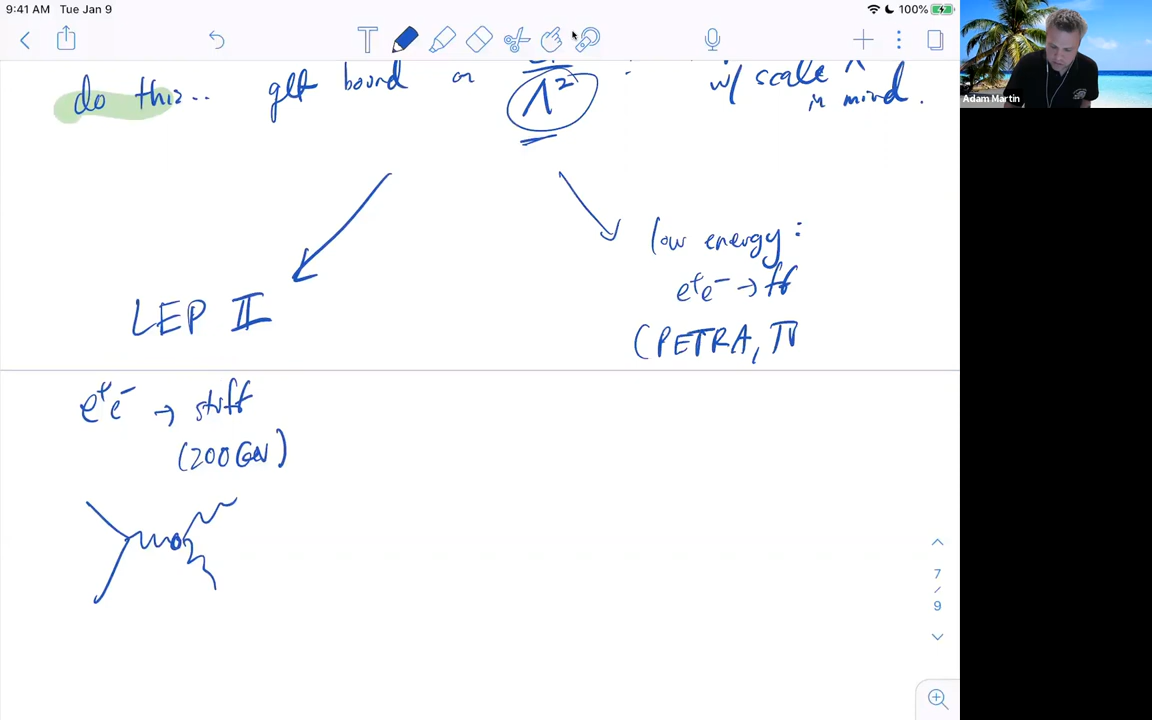 9:41 AM Tue Jan 9
100%
Adam Martin
do this.. get bound on
Λ²
w/ scale Λ
in mind.
low energy:
e⁺e⁻ → ff
(PETRA,
LEP II
e⁺e⁻ → stuff
(200 GeV)
7
/
9